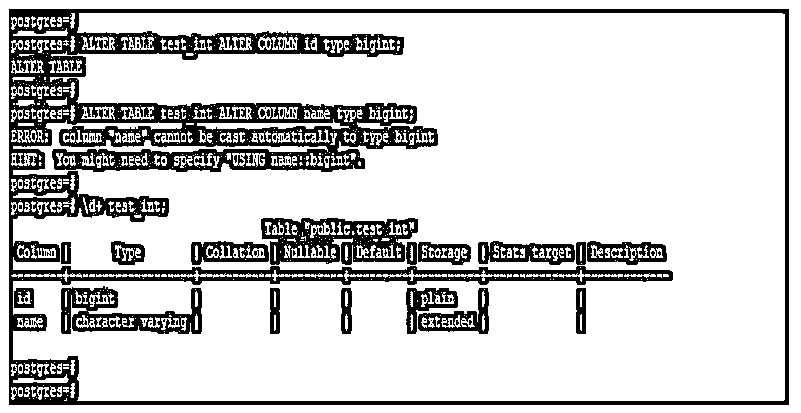 postgres=#
postgres=# ALTER TABLE test_int ALTER COLUMN id type bigint;
ALTER TABLE
postgres=#
postgres=# ALTER TABLE test_int ALTER COLUMN name type bigint;
ERROR:  column "name" cannot be cast automatically to type bigint
HINT:  You might need to specify "USING name::bigint".
postgres=#
postgres=# \d+ test_int;
Table "public.test_int"
Column | Type | Collation | Nullable | Default | Storage | Stats target | Description
--------+-------------------+-----------+----------+---------+----------+--------------+-------------
id | bigint | | | | plain | |
name | character varying | | | | extended | |
postgres=#
postgres=#